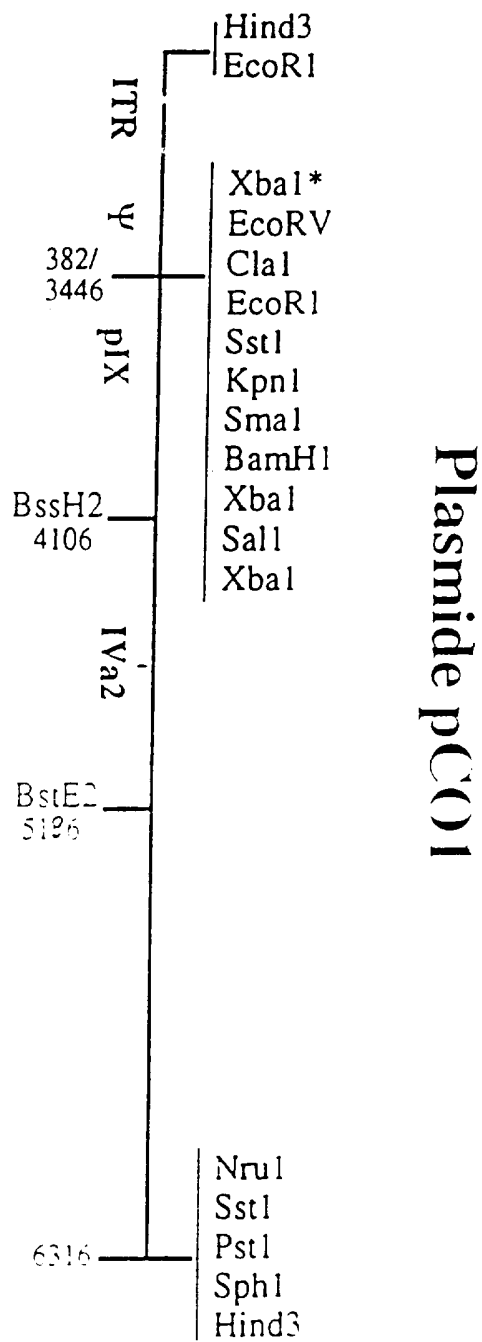 Hind3
EcoR1
ITR
Ψ
382/
3446
pIX
Xba1*
EcoRV
Cla1
EcoR1
Sst1
Kpn1
Sma1
BamH1
Xba1
Sal1
Xba1
BssH2
4106
IVa2
BstE2
5196
Plasmide pCO1
6316
Nru1
Sst1
Pst1
Sph1
Hind3